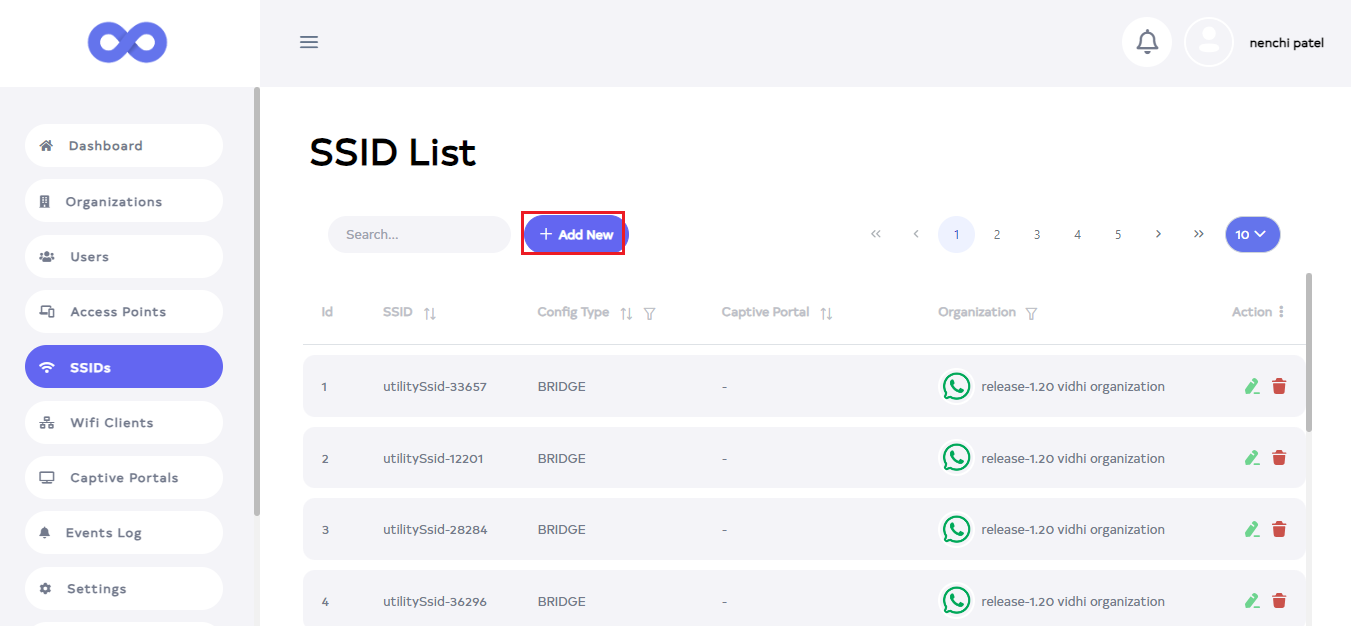 nenchi patel
Dashboard
Organizations
Users
Access Points
SSIDs
Wifi Clients
Captive Portals
Events Log
Settings
SSID List
Search...
+ Add New
« ‹ 1 2 3 4 5 › » 10
Id SSID Config Type Captive Portal Organization Action
1 utilitySsid-33657 BRIDGE - release-1.20 vidhi organization
2 utilitySsid-12201 BRIDGE - release-1.20 vidhi organization
3 utilitySsid-28284 BRIDGE - release-1.20 vidhi organization
4 utilitySsid-36296 BRIDGE - release-1.20 vidhi organization